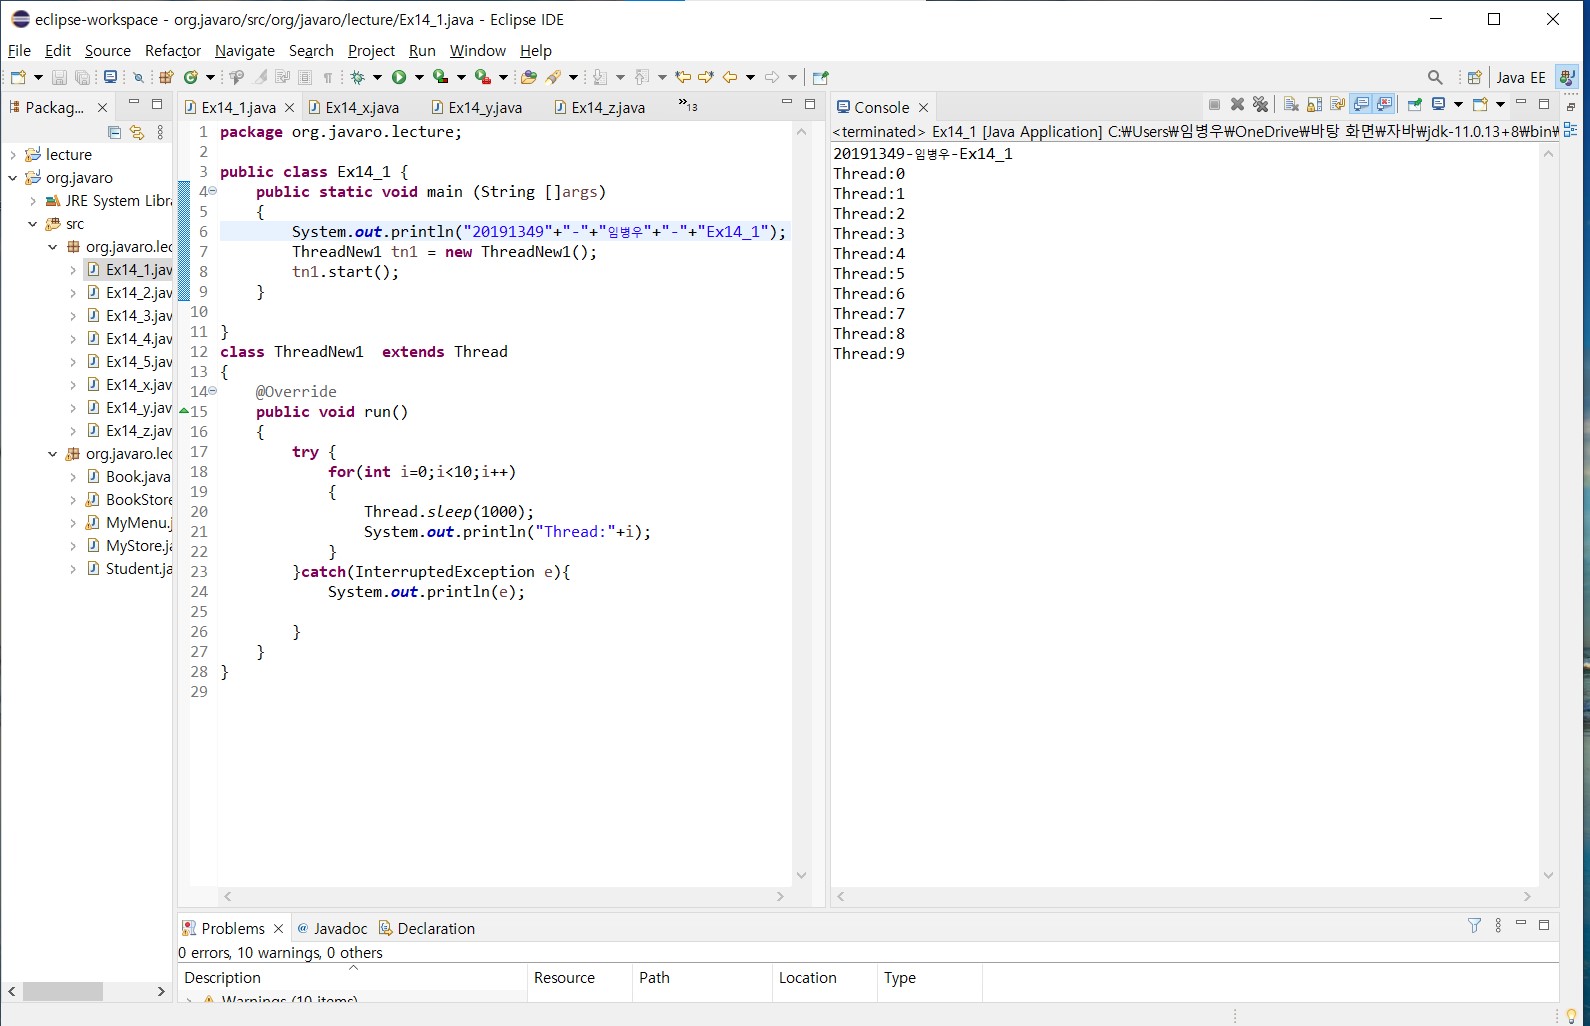 eclipse-workspace - org.javaro/src/org/javaro/lecture/Ex14_1.java - Eclipse IDE
File Edit Source Refactor Navigate Search Project Run Window Help
Java EE
Packag...
lecture
org.javaro
JRE System Libra
src
org.javaro.lec
Ex14_1.jav
Ex14_2.jav
Ex14_3.jav
Ex14_4.jav
Ex14_5.jav
Ex14_x.jav
Ex14_y.jav
Ex14_z.jav
org.javaro.lec
Book.java
BookStore
MyMenu.j
MyStore.ja
Student.ja
Ex14_1.java Ex14_x.java Ex14_y.java Ex14_z.java »13
1 package org.javaro.lecture;
2
3 public class Ex14_1 {
4 public static void main (String []args)
5 {
6 System.out.println("20191349"+"-"+"임병우"+"-"+"Ex14_1");
7 ThreadNew1 tn1 = new ThreadNew1();
8 tn1.start();
9 }
10
11 }
12 class ThreadNew1  extends Thread
13 {
14 @Override
15 public void run()
16 {
17 try {
18 for(int i=0;i<10;i++)
19 {
20 Thread.sleep(1000);
21 System.out.println("Thread:"+i);
22 }
23 }catch(InterruptedException e){
24 System.out.println(e);
25
26 }
27 }
28 }
29
Console
<terminated> Ex14_1 [Java Application] C:₩Users₩임병우₩OneDrive₩바탕 화면₩자바₩jdk-11.0.13+8₩bin₩
20191349-임병우-Ex14_1
Thread:0
Thread:1
Thread:2
Thread:3
Thread:4
Thread:5
Thread:6
Thread:7
Thread:8
Thread:9
Problems @ Javadoc Declaration
0 errors, 10 warnings, 0 others
Description Resource Path Location Type
Warnings (10 items)